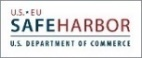 U.S.-EU
SAFEHARBOR
U.S. DEPARTMENT OF COMMERCE